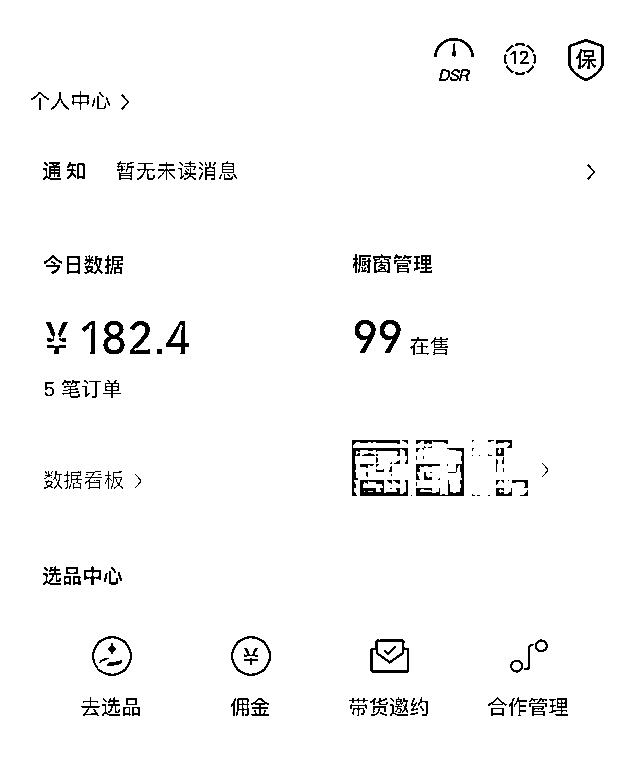 DSR
12
保
个人中心
通知 暂无未读消息
今日数据
橱窗管理
¥ 182.4
99 在售
5 笔订单
数据看板
选品中心
去选品
佣金
带货邀约
合作管理